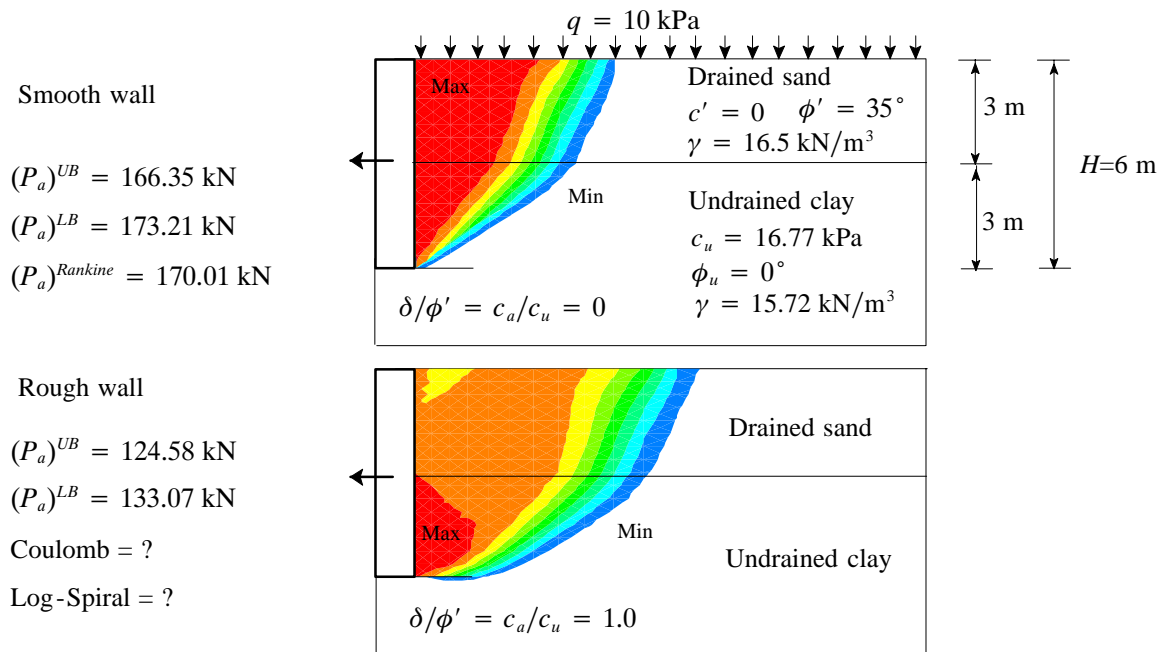 q = 10 kPa
Smooth wall
(Pₐ)ᵁᴮ = 166.35 kN
(Pₐ)ᴸᴮ = 173.21 kN
(Pₐ)ᴿᵃⁿᵏⁱⁿᵉ = 170.01 kN
Max
Min
Drained sand
c′ = 0 ϕ′ = 35°
γ = 16.5 kN/m³
Undrained clay
cᵤ = 16.77 kPa
ϕᵤ = 0°
γ = 15.72 kN/m³
δ/ϕ′ = cₐ/cᵤ = 0
3 m
3 m
H=6 m
Rough wall
(Pₐ)ᵁᴮ = 124.58 kN
(Pₐ)ᴸᴮ = 133.07 kN
Coulomb = ?
Log-Spiral = ?
Max
Min
Drained sand
Undrained clay
δ/ϕ′ = cₐ/cᵤ = 1.0